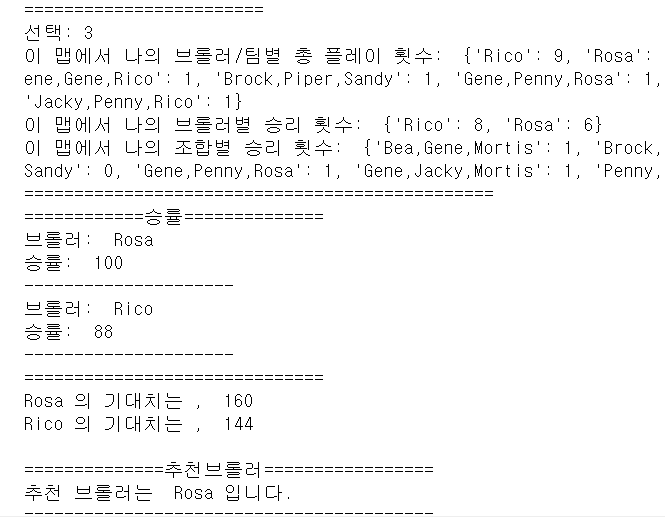 ========================
선택: 3
이 맵에서 나의 브롤러/팀별 총 플레이 횟수:  {'Rico': 9, 'Rosa':
ene,Gene,Rico': 1, 'Brock,Piper,Sandy': 1, 'Gene,Penny,Rosa': 1,
'Jacky,Penny,Rico': 1}
이 맵에서 나의 브롤러별 승리 횟수:  {'Rico': 8, 'Rosa': 6}
이 맵에서 나의 조합별 승리 횟수:  {'Bea,Gene,Mortis': 1, 'Brock,
Sandy': 0, 'Gene,Penny,Rosa': 1, 'Gene,Jacky,Mortis': 1, 'Penny,
===============================================
============승률==============
브롤러:  Rosa
승률:  100
---------------------
브롤러:  Rico
승률:  88
---------------------
==============================
Rosa 의 기대치는 ,  160
Rico 의 기대치는 ,  144
==============추천브롤러=================
추천 브롤러는  Rosa 입니다.
-----------------------------------------